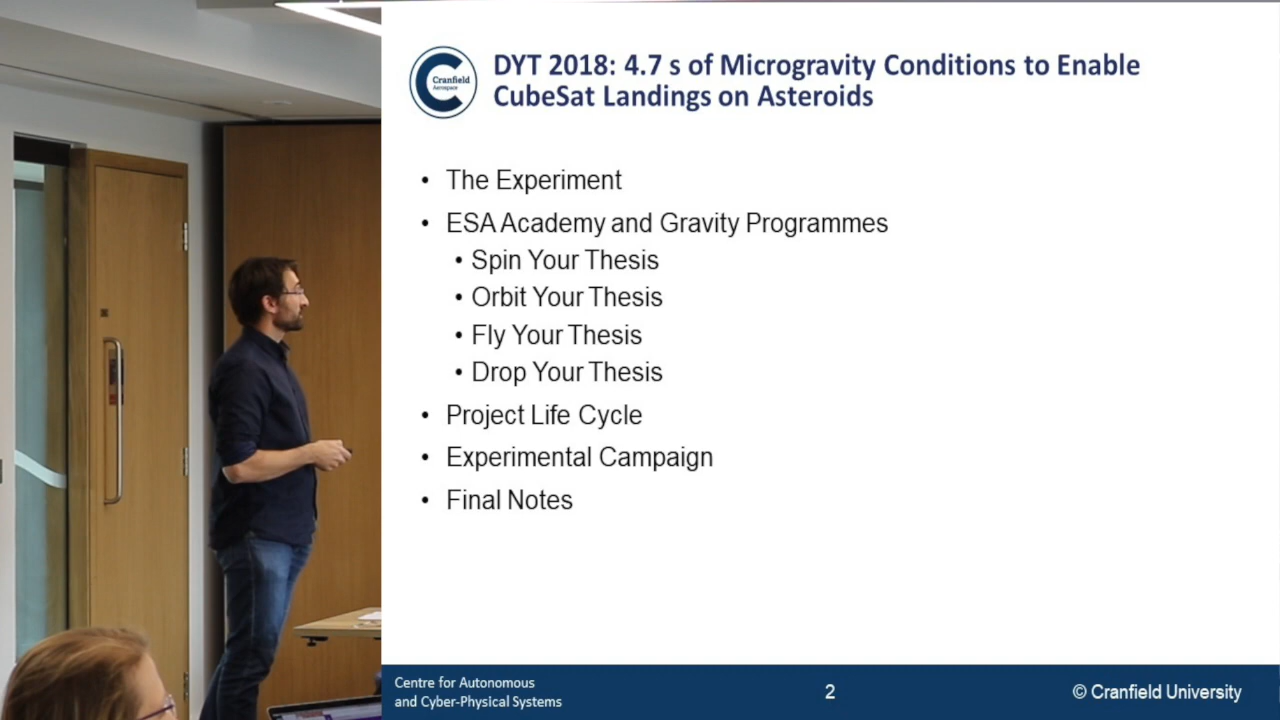 Cranfield
Aerospace
DYT 2018: 4.7 s of Microgravity Conditions to Enable
CubeSat Landings on Asteroids
• The Experiment
• ESA Academy and Gravity Programmes
• Spin Your Thesis
• Orbit Your Thesis
• Fly Your Thesis
• Drop Your Thesis
• Project Life Cycle
• Experimental Campaign
• Final Notes
Centre for Autonomous
and Cyber-Physical Systems
2
© Cranfield University